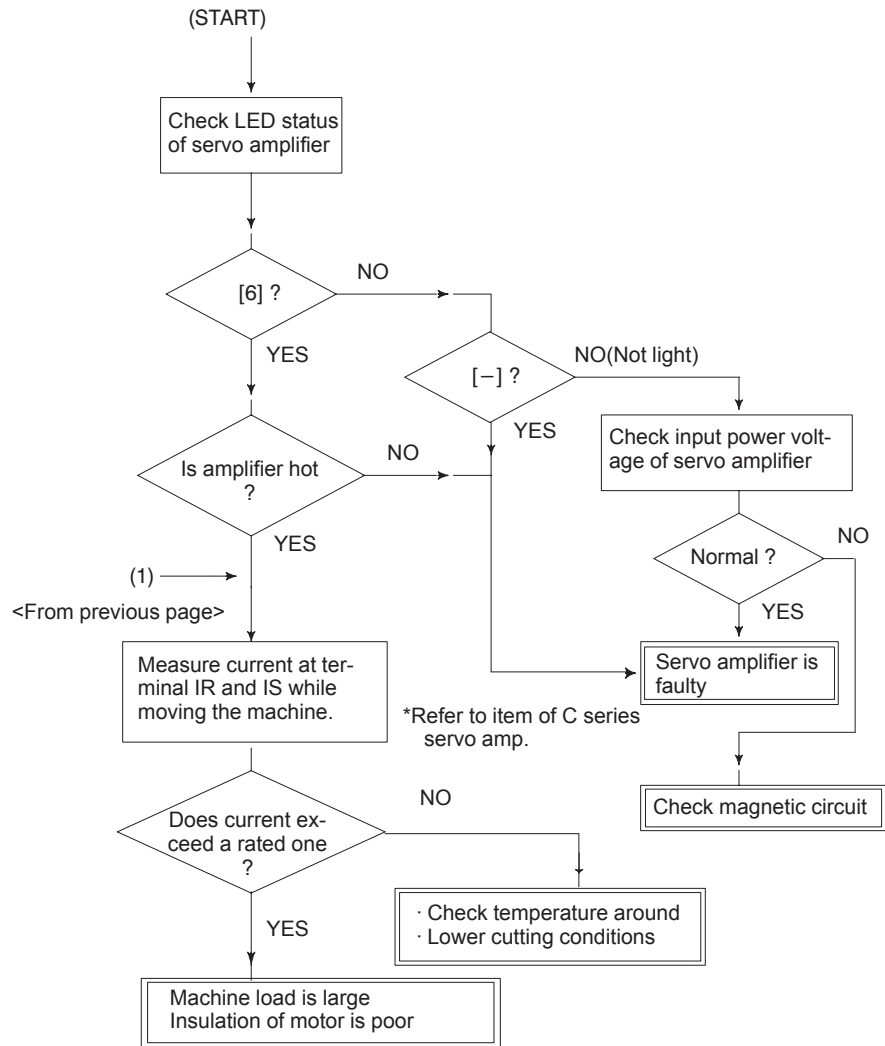 (START)
Check LED status
of servo amplifier
[6] ?
NO
YES
[−] ?
NO(Not light)
YES
Check input power volt-
age of servo amplifier
Is amplifier hot
?
NO
YES
Normal ?
NO
YES
(1)
<From previous page>
Measure current at ter-
minal IR and IS while
moving the machine.
Servo amplifier is
faulty
*Refer to item of C series
servo amp.
Check magnetic circuit
Does current ex-
ceed a rated one
?
NO
YES
· Check temperature around
· Lower cutting conditions
Machine load is large
Insulation of motor is poor